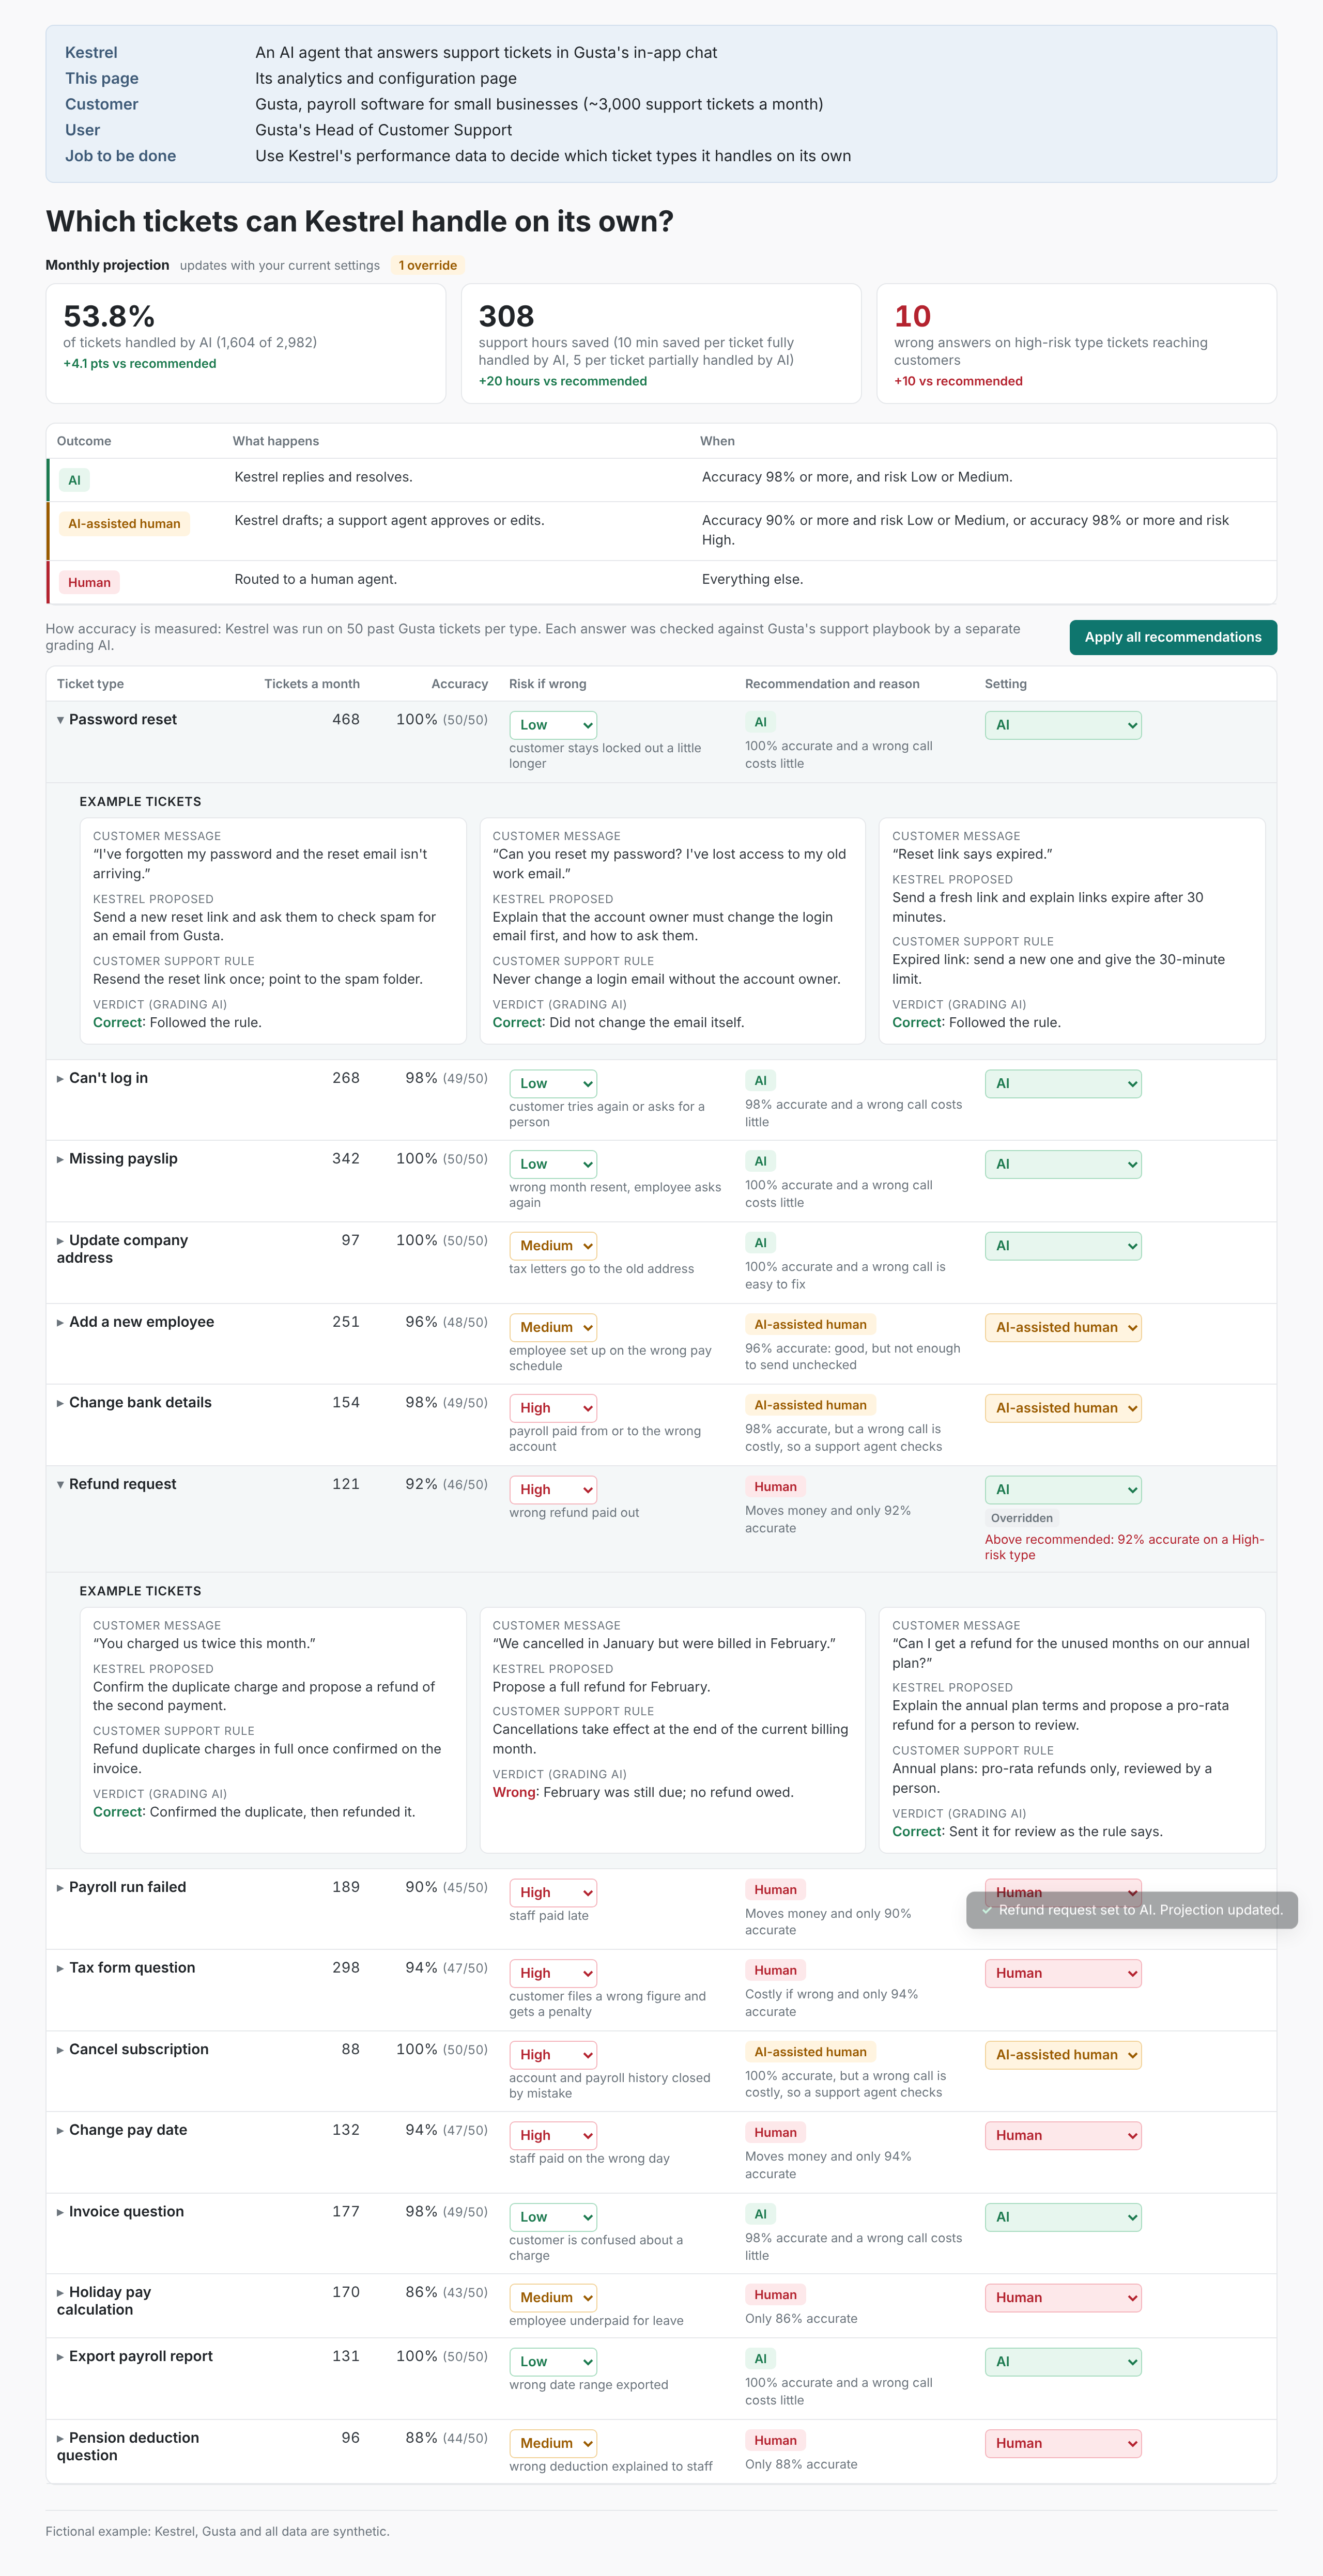 Kestrel An AI agent that answers support tickets in Gusta's in-app chat
This page Its analytics and configuration page
Customer Gusta, payroll software for small businesses (~3,000 support tickets a month)
User Gusta's Head of Customer Support
Job to be done Use Kestrel's performance data to decide which ticket types it handles on its own
Which tickets can Kestrel handle on its own?
Monthly projection updates with your current settings 1 override
53.8%
of tickets handled by AI (1,604 of 2,982)
+4.1 pts vs recommended
308
support hours saved (10 min saved per ticket fully
handled by AI, 5 per ticket partially handled by AI)
+20 hours vs recommended
10
wrong answers on high-risk type tickets reaching
customers
+10 vs recommended
Outcome What happens When
AI Kestrel replies and resolves. Accuracy 98% or more, and risk Low or Medium.
AI-assisted human Kestrel drafts; a support agent approves or edits. Accuracy 90% or more and risk Low or Medium, or accuracy 98% or more and risk
High.
Human Routed to a human agent. Everything else.
How accuracy is measured: Kestrel was run on 50 past Gusta tickets per type. Each answer was checked against Gusta's support playbook by a separate
grading AI.
Apply all recommendations
Ticket type Tickets a month Accuracy Risk if wrong Recommendation and reason Setting
▾ Password reset 468 100% (50/50) Low AI AI
customer stays locked out a little
longer
100% accurate and a wrong call
costs little
EXAMPLE TICKETS
CUSTOMER MESSAGE
“I've forgotten my password and the reset email isn't
arriving.”
KESTREL PROPOSED
Send a new reset link and ask them to check spam for
an email from Gusta.
CUSTOMER SUPPORT RULE
Resend the reset link once; point to the spam folder.
VERDICT (GRADING AI)
Correct: Followed the rule.
CUSTOMER MESSAGE
“Can you reset my password? I've lost access to my old
work email.”
KESTREL PROPOSED
Explain that the account owner must change the login
email first, and how to ask them.
CUSTOMER SUPPORT RULE
Never change a login email without the account owner.
VERDICT (GRADING AI)
Correct: Did not change the email itself.
CUSTOMER MESSAGE
“Reset link says expired.”
KESTREL PROPOSED
Send a fresh link and explain links expire after 30
minutes.
CUSTOMER SUPPORT RULE
Expired link: send a new one and give the 30-minute
limit.
VERDICT (GRADING AI)
Correct: Followed the rule.
▸ Can't log in 268 98% (49/50) Low AI AI
customer tries again or asks for a
person
98% accurate and a wrong call costs
little
▸ Missing payslip 342 100% (50/50) Low AI AI
wrong month resent, employee asks
again
100% accurate and a wrong call
costs little
▸ Update company
address
97 100% (50/50) Medium AI AI
tax letters go to the old address
100% accurate and a wrong call is
easy to fix
▸ Add a new employee 251 96% (48/50) Medium AI-assisted human AI-assisted human
employee set up on the wrong pay
schedule
96% accurate: good, but not enough
to send unchecked
▸ Change bank details 154 98% (49/50) High AI-assisted human AI-assisted human
payroll paid from or to the wrong
account
98% accurate, but a wrong call is
costly, so a support agent checks
▾ Refund request 121 92% (46/50) High Human AI
wrong refund paid out
Moves money and only 92%
accurate
Overridden
Above recommended: 92% accurate on a High-
risk type
EXAMPLE TICKETS
CUSTOMER MESSAGE
“You charged us twice this month.”
KESTREL PROPOSED
Confirm the duplicate charge and propose a refund of
the second payment.
CUSTOMER SUPPORT RULE
Refund duplicate charges in full once confirmed on the
invoice.
VERDICT (GRADING AI)
Correct: Confirmed the duplicate, then refunded it.
CUSTOMER MESSAGE
“We cancelled in January but were billed in February.”
KESTREL PROPOSED
Propose a full refund for February.
CUSTOMER SUPPORT RULE
Cancellations take effect at the end of the current billing
month.
VERDICT (GRADING AI)
Wrong: February was still due; no refund owed.
CUSTOMER MESSAGE
“Can I get a refund for the unused months on our annual
plan?”
KESTREL PROPOSED
Explain the annual plan terms and propose a pro-rata
refund for a person to review.
CUSTOMER SUPPORT RULE
Annual plans: pro-rata refunds only, reviewed by a
person.
VERDICT (GRADING AI)
Correct: Sent it for review as the rule says.
▸ Payroll run failed 189 90% (45/50) High Human Human
staff paid late
Moves money and only 90%
accurate
✓ Refund request set to AI. Projection updated.
▸ Tax form question 298 94% (47/50) High Human Human
customer files a wrong figure and
gets a penalty
Costly if wrong and only 94%
accurate
▸ Cancel subscription 88 100% (50/50) High AI-assisted human AI-assisted human
account and payroll history closed
by mistake
100% accurate, but a wrong call is
costly, so a support agent checks
▸ Change pay date 132 94% (47/50) High Human Human
staff paid on the wrong day
Moves money and only 94%
accurate
▸ Invoice question 177 98% (49/50) Low AI AI
customer is confused about a
charge
98% accurate and a wrong call costs
little
▸ Holiday pay
calculation
170 86% (43/50) Medium Human Human
employee underpaid for leave
Only 86% accurate
▸ Export payroll report 131 100% (50/50) Low AI AI
wrong date range exported
100% accurate and a wrong call
costs little
▸ Pension deduction
question
96 88% (44/50) Medium Human Human
wrong deduction explained to staff
Only 88% accurate
Fictional example: Kestrel, Gusta and all data are synthetic.